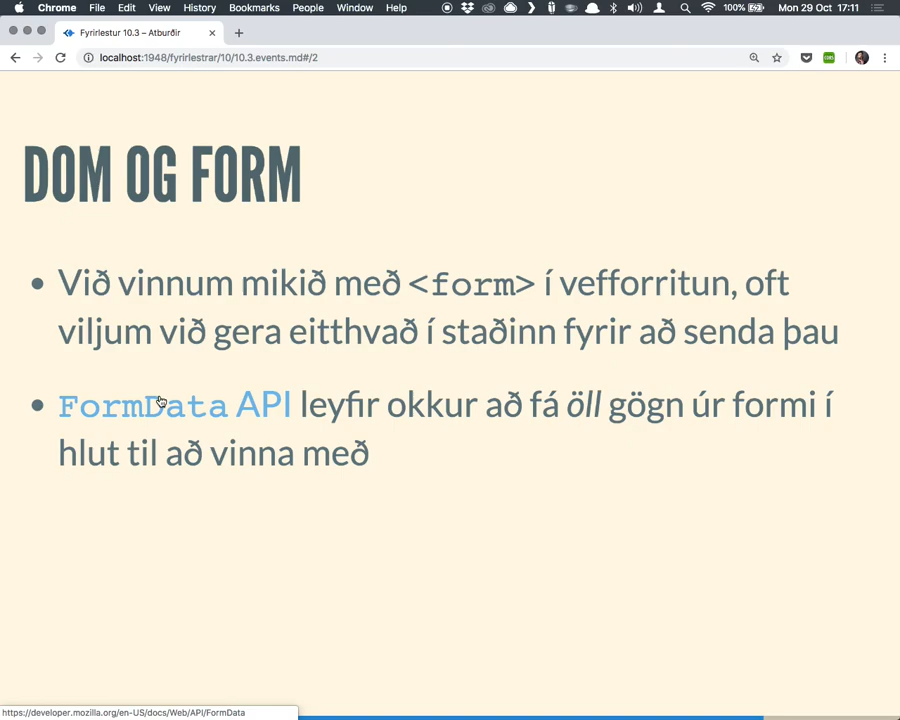 Chrome File Edit View History Bookmarks People Window Help 100% Mon 29 Oct 17:11
Fyrirlestur 10.3 – Atburðir
localhost:1948/fyrirlestrar/10/10.3.events.md#/2
DOM OG FORM
Við vinnum mikið með <form> í vefforritun, oft
viljum við gera eitthvað í staðinn fyrir að senda þau
FormData API leyfir okkur að fá öll gögn úr formi í
hlut til að vinna með
https://developer.mozilla.org/en-US/docs/Web/API/FormData